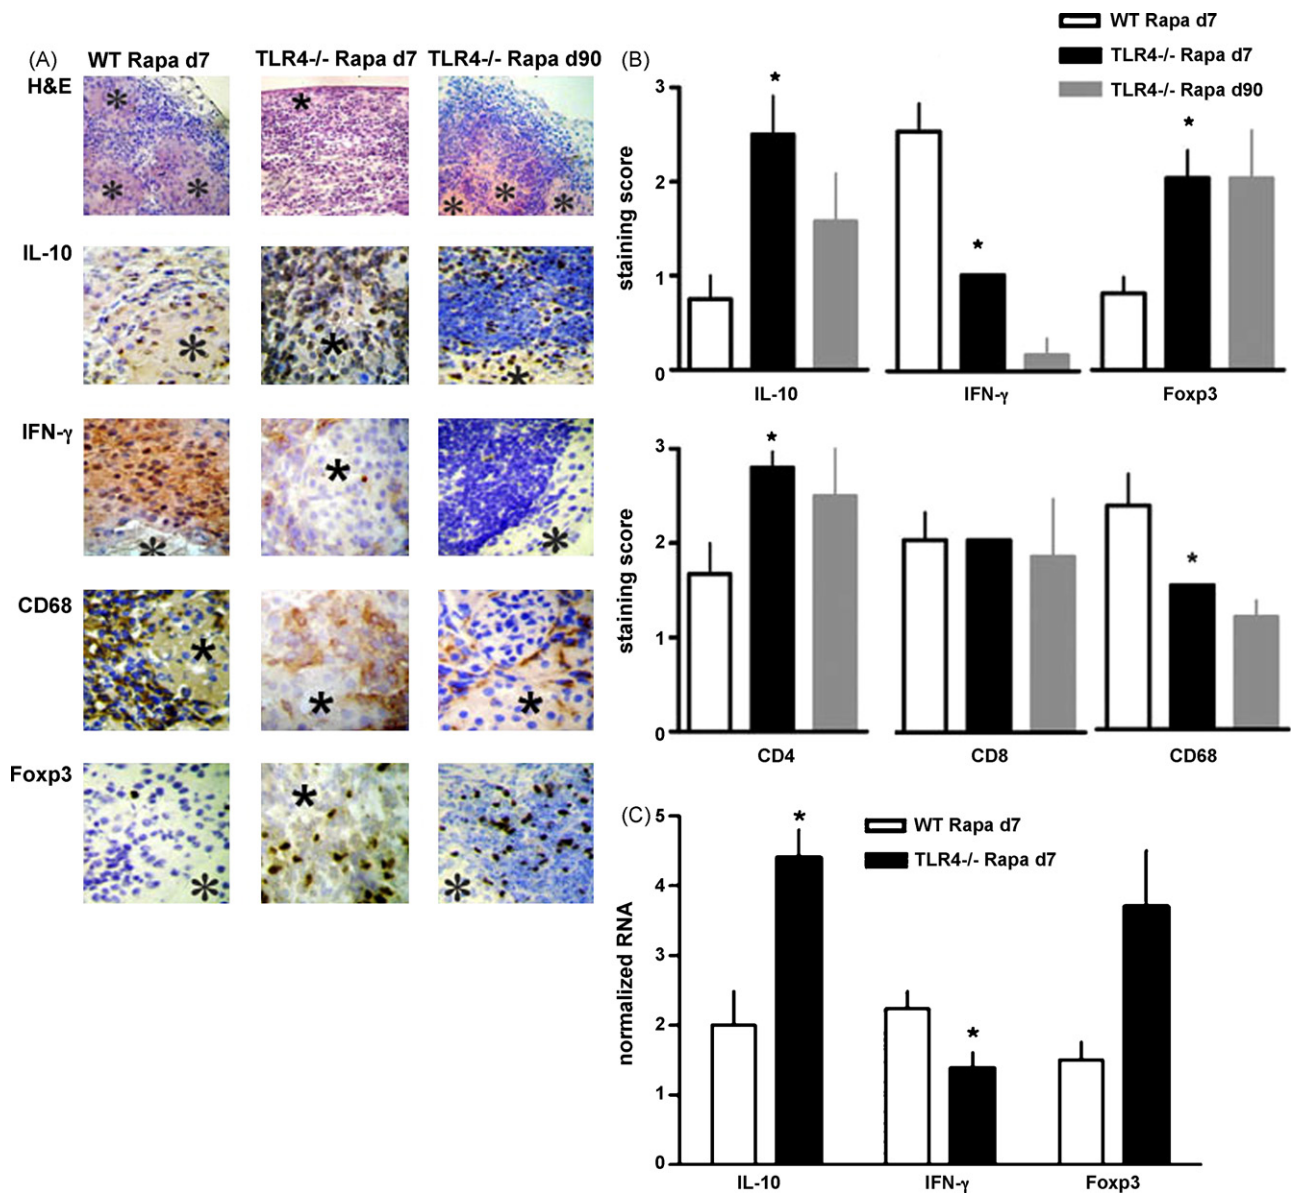 (A) WT Rapa d7 TLR4-/- Rapa d7 TLR4-/- Rapa d90
H&E
IL-10
IFN-γ
CD68
Foxp3
(B)
WT Rapa d7
TLR4-/- Rapa d7
TLR4-/- Rapa d90
staining score
3
2
1
0
* * *
IL-10 IFN-γ Foxp3
staining score
3
2
1
0
* *
CD4 CD8 CD68
(C)
WT Rapa d7
TLR4-/- Rapa d7
normalized RNA
5
4
3
2
1
0
* *
IL-10 IFN-γ Foxp3